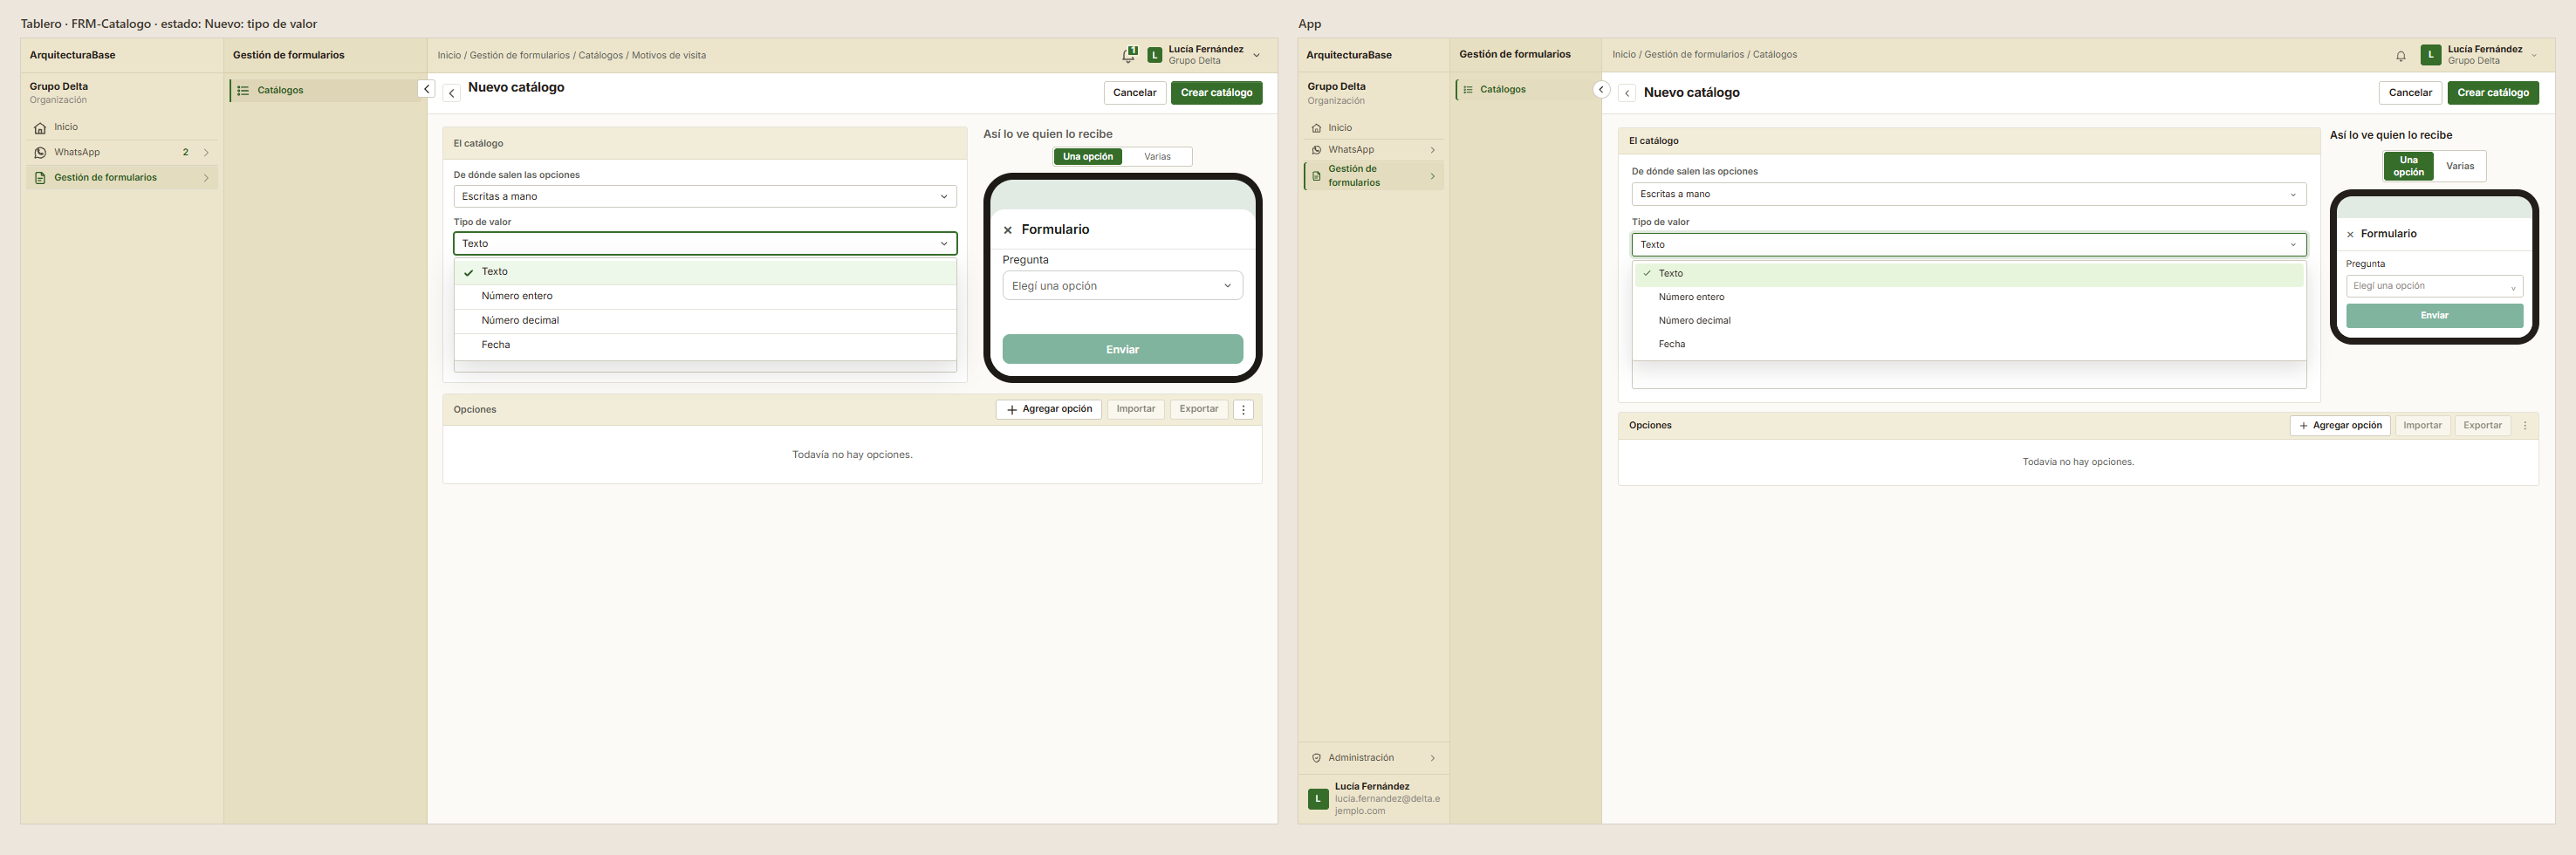 Tablero · FRM-Catalogo · estado: Nuevo: tipo de valor
ArquitecturaBase
Gestión de formularios
Inicio / Gestión de formularios / Catálogos / Motivos de visita
1
L
Lucía Fernández
Grupo Delta
Grupo Delta
Organización
Catálogos
Nuevo catálogo
Cancelar
Crear catálogo
Inicio
WhatsApp
2
Gestión de formularios
El catálogo
De dónde salen las opciones
Escritas a mano
Tipo de valor
Texto
Texto
Número entero
Número decimal
Fecha
Así lo ve quien lo recibe
Una opción
Varias
Formulario
Pregunta
Elegí una opción
Enviar
Opciones
Agregar opción
Importar
Exportar
Todavía no hay opciones.
App
ArquitecturaBase
Gestión de formularios
Inicio / Gestión de formularios / Catálogos
L
Lucía Fernández
Grupo Delta
Grupo Delta
Organización
Catálogos
Nuevo catálogo
Cancelar
Crear catálogo
Inicio
WhatsApp
Gestión de
formularios
El catálogo
De dónde salen las opciones
Escritas a mano
Tipo de valor
Texto
Texto
Número entero
Número decimal
Fecha
Así lo ve quien lo recibe
Una
opción
Varias
Formulario
Pregunta
Elegí una opción
Enviar
Opciones
Agregar opción
Importar
Exportar
Todavía no hay opciones.
Administración
L
Lucía Fernández
lucia.fernandez@delta.e
jemplo.com